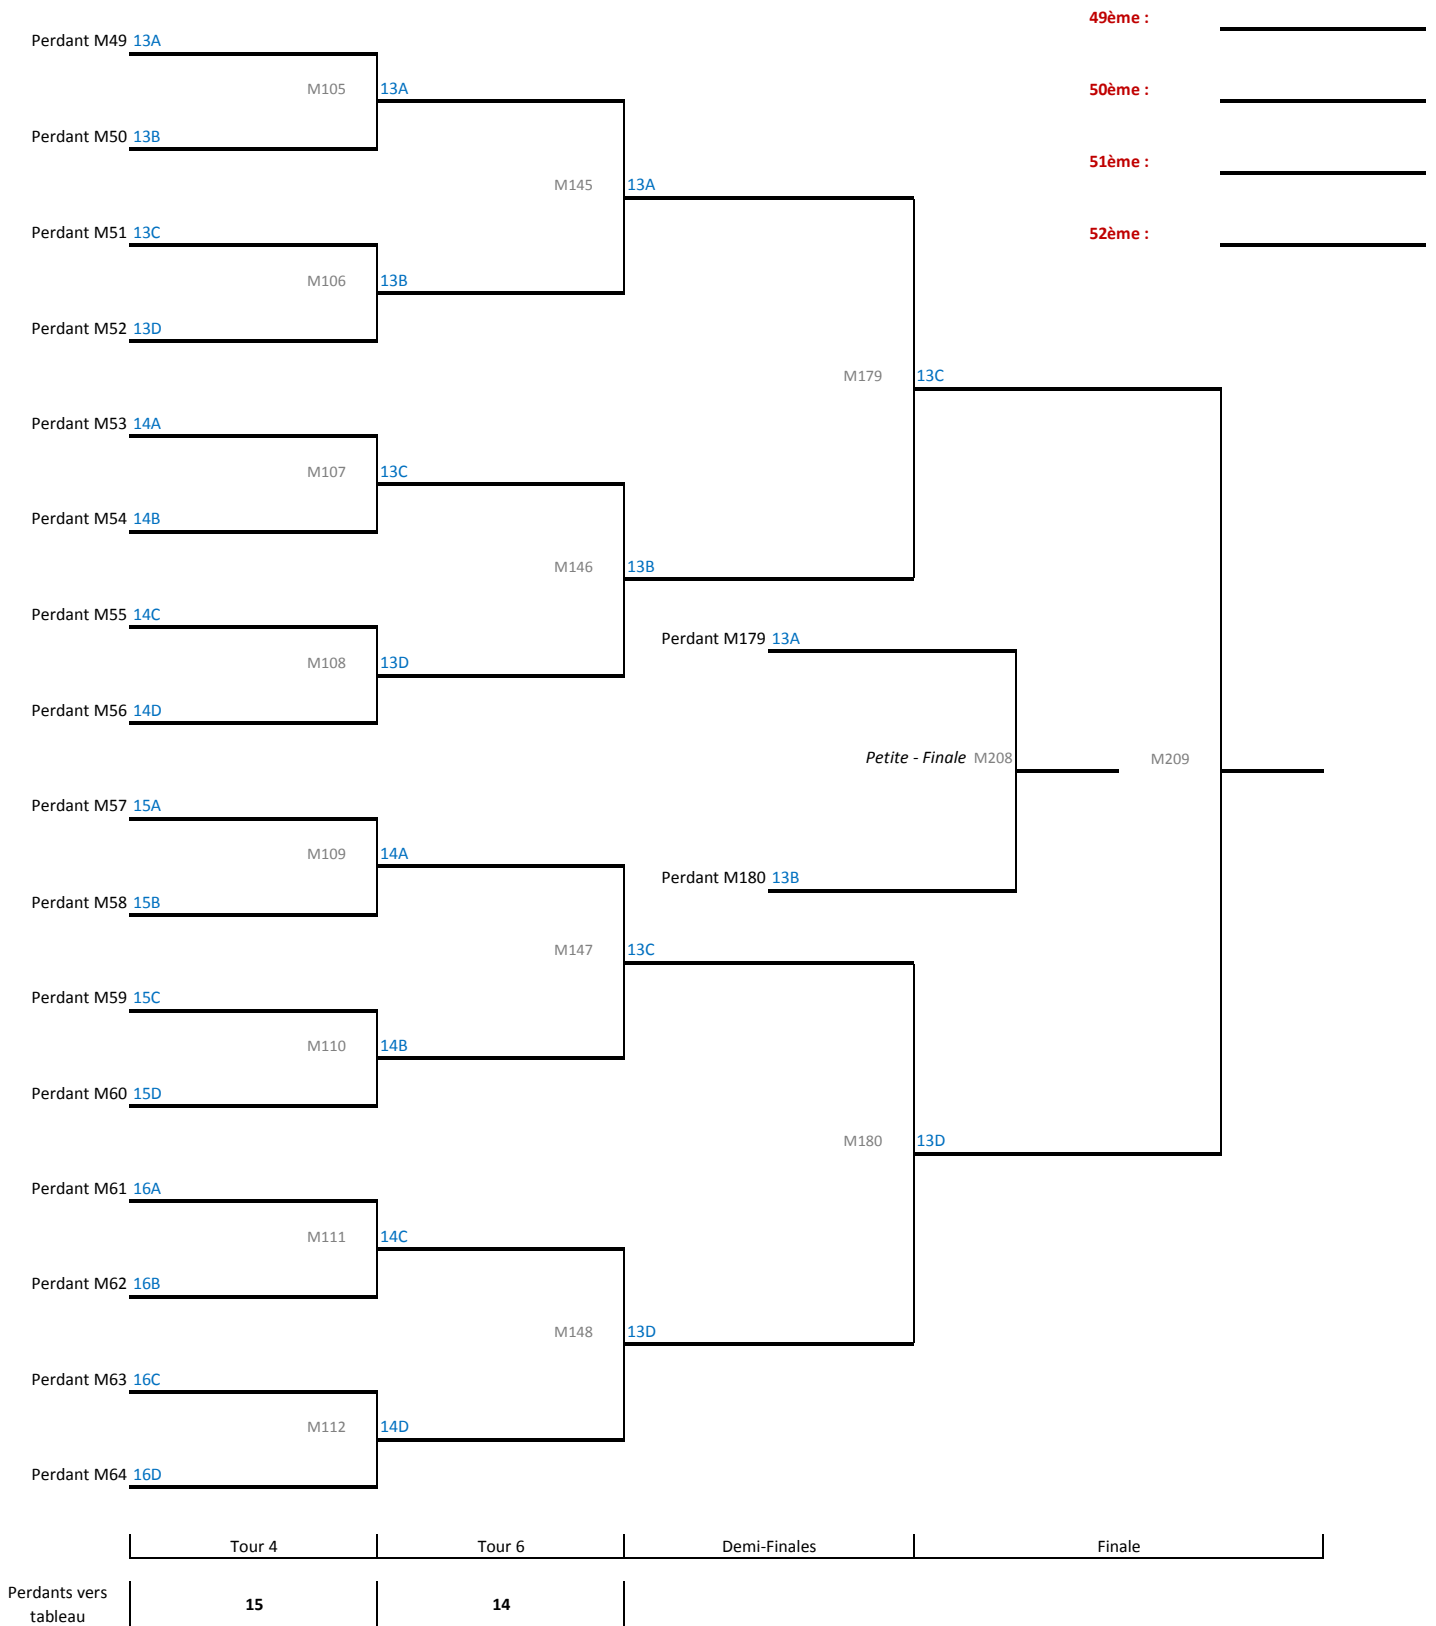 49ème :
Perdant M49 13A
M105 13A
50ème :
Perdant M50 13B
51ème :
M145 13A
Perdant M51 13C
52ème :
M106 13B
Perdant M52 13D
M179 13C
Perdant M53 14A
M107 13C
Perdant M54 14B
M146 13B
Perdant M55 14C
Perdant M179 13A
M108 13D
Perdant M56 14D
Petite - Finale M208
M209
Perdant M57 15A
M109 14A
Perdant M180 13B
Perdant M58 15B
M147 13C
Perdant M59 15C
M110 14B
Perdant M60 15D
M180 13D
Perdant M61 16A
M111 14C
Perdant M62 16B
M148 13D
Perdant M63 16C
M112 14D
Perdant M64 16D
Tour 4 Tour 6 Demi-Finales Finale
Perdants vers
tableau
15 14